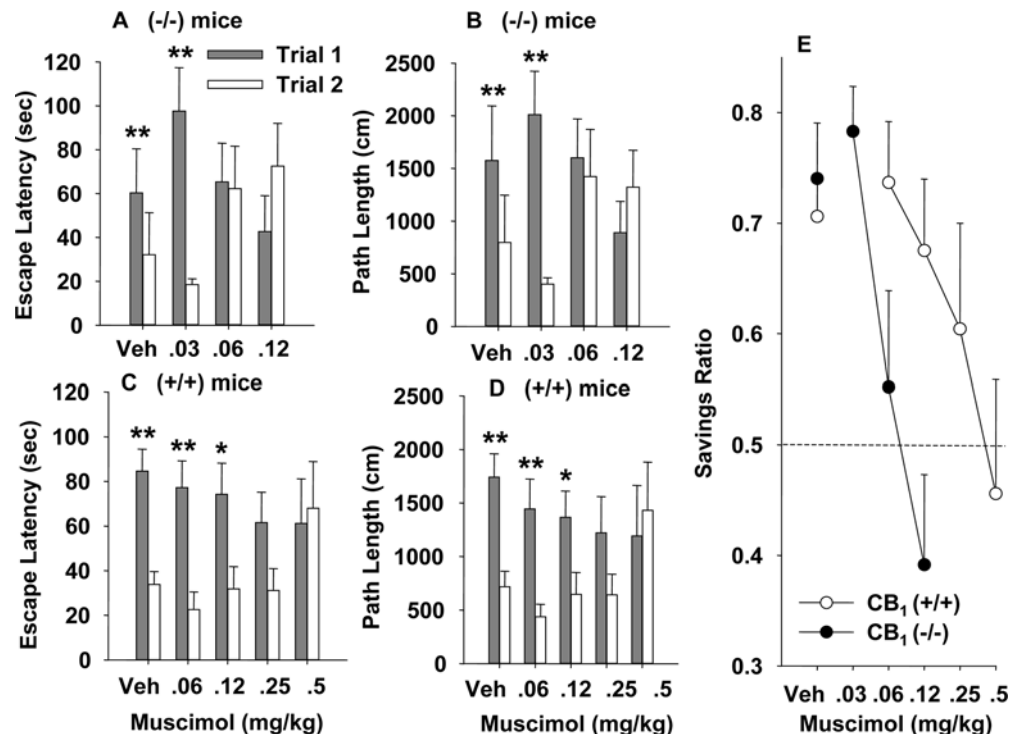 A (-/-) mice
B (-/-) mice
E
Trial 1
Trial 2
** **
** **
Escape Latency (sec)
120
100
80
60
40
20
0
Veh .03 .06 .12
Path Length (cm)
2500
2000
1500
1000
500
0
Veh .03 .06 .12
C (+/+) mice
D (+/+) mice
** ** *
** ** *
Escape Latency (sec)
120
100
80
60
40
20
0
Veh .06 .12 .25 .5
Muscimol (mg/kg)
Path Length (cm)
2500
2000
1500
1000
500
0
Veh .06 .12 .25 .5
Muscimol (mg/kg)
Savings Ratio
0.8
0.7
0.6
0.5
0.4
0.3
CB₁ (+/+)
CB₁ (-/-)
Veh .03 .06 .12 .25 .5
Muscimol (mg/kg)